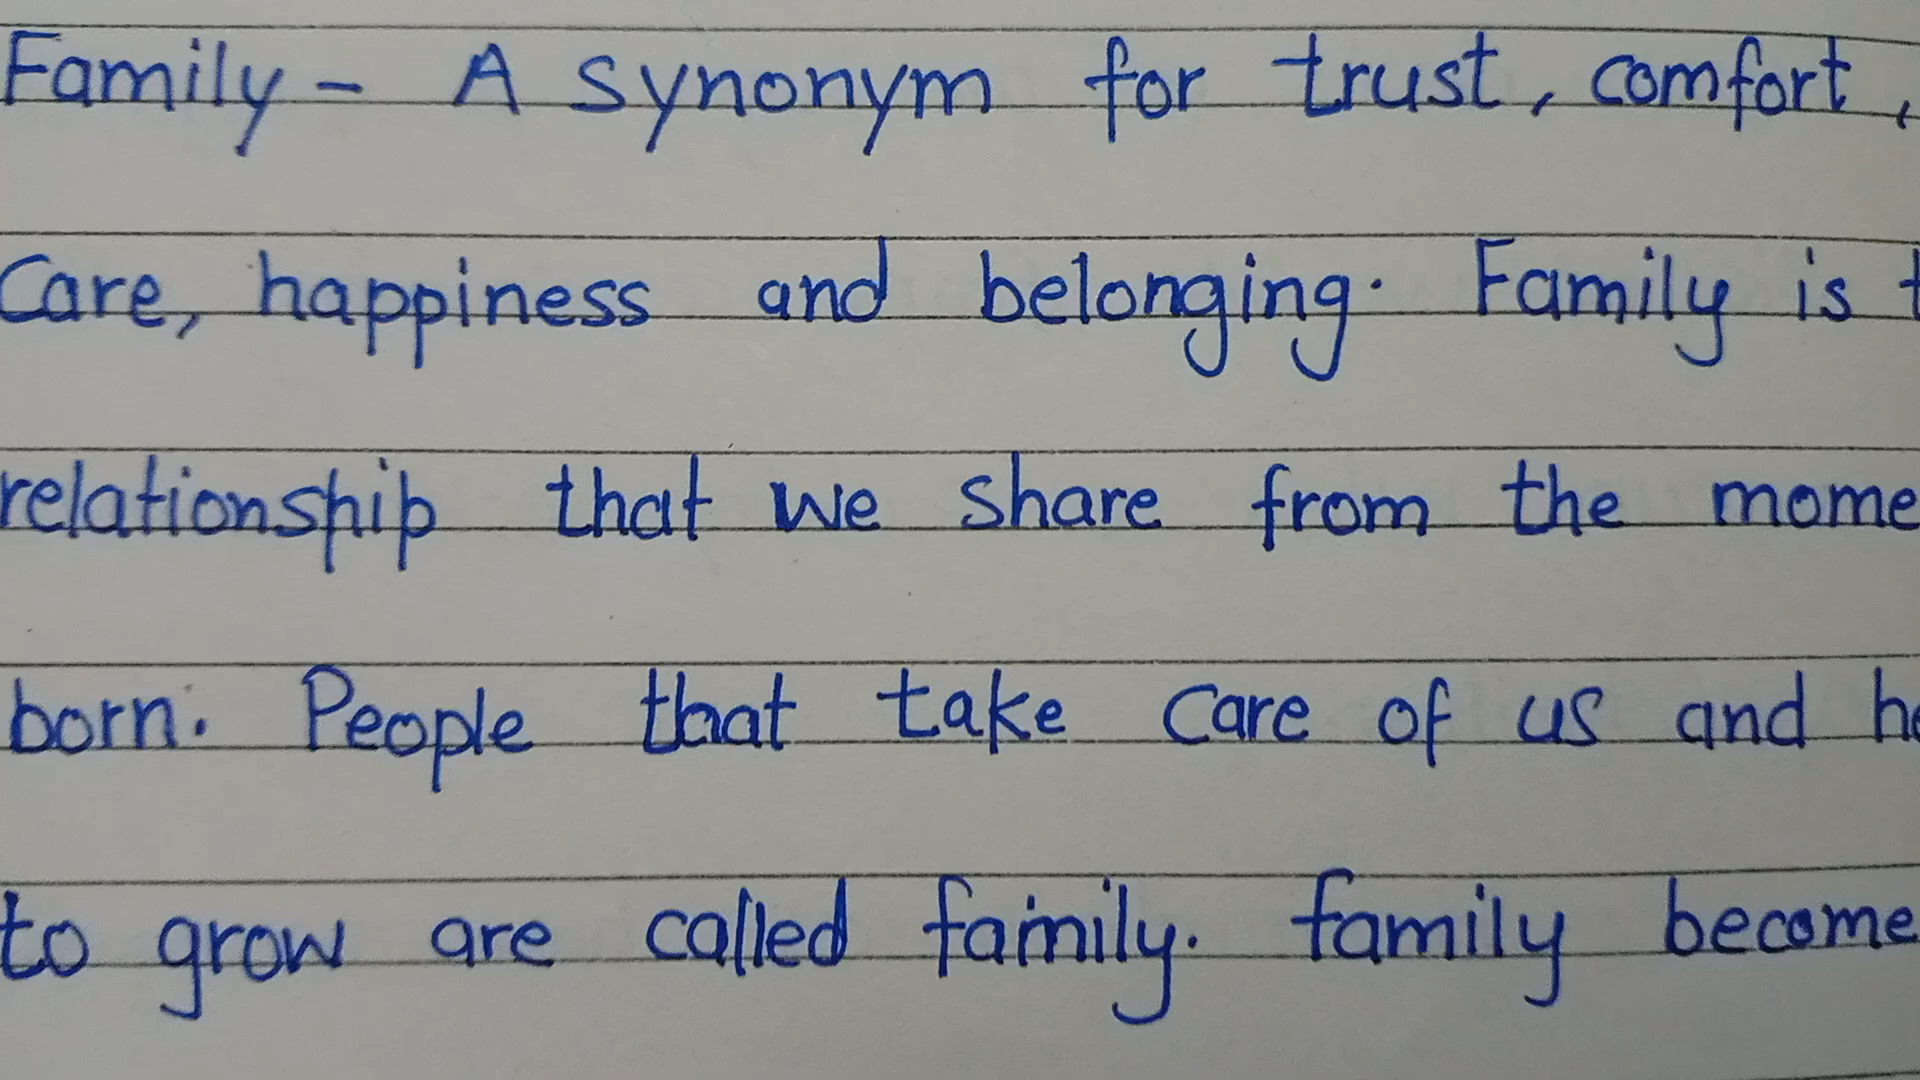 Family - A synonym for trust, comfort,
Care, happiness and belonging. Family is
relationship that we share from the
born. People that take care of us and
to grow are called family. family become